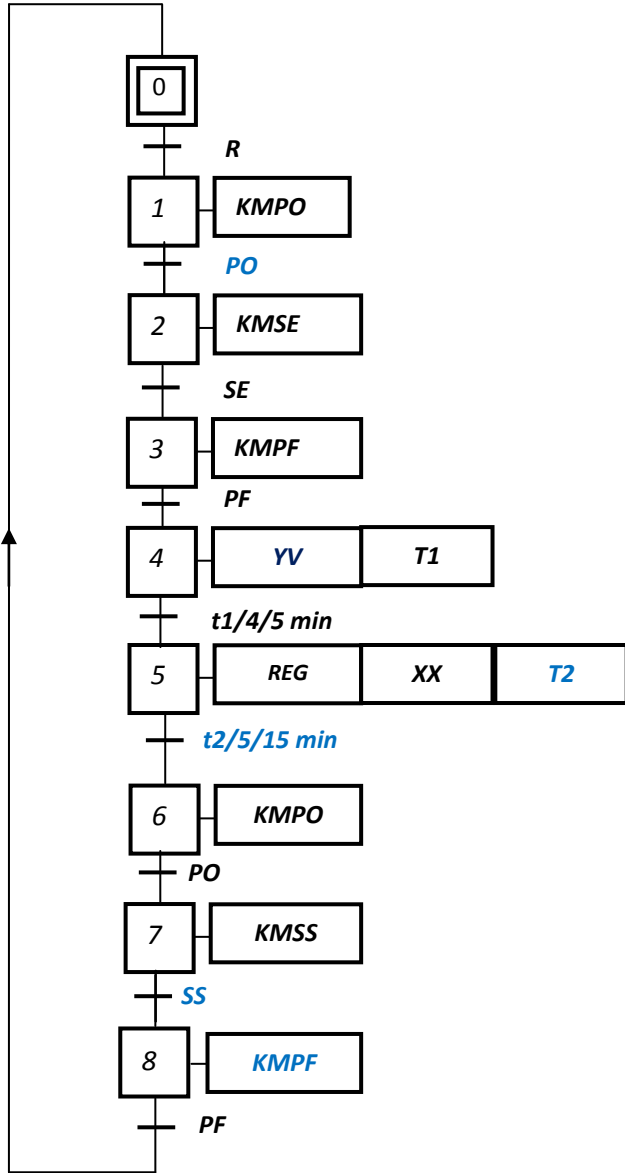 0
R
1 KMPO
PO
2 KMSE
SE
3 KMPF
PF
4 YV T1
t1/4/5 min
5 REG XX T2
t2/5/15 min
6 KMPO
PO
7 KMSS
SS
8 KMPF
PF